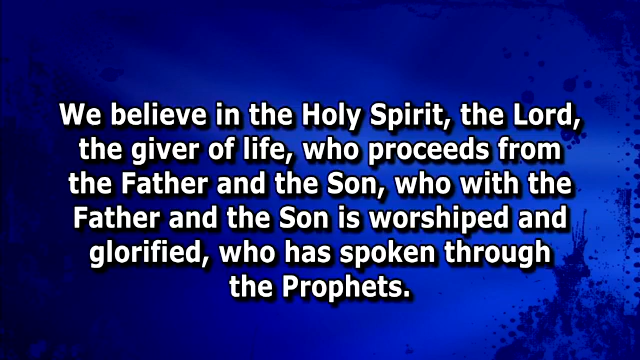 We believe in the Holy Spirit, the Lord,
the giver of life, who proceeds from
the Father and the Son, who with the
Father and the Son is worshiped and
glorified, who has spoken through
the Prophets.